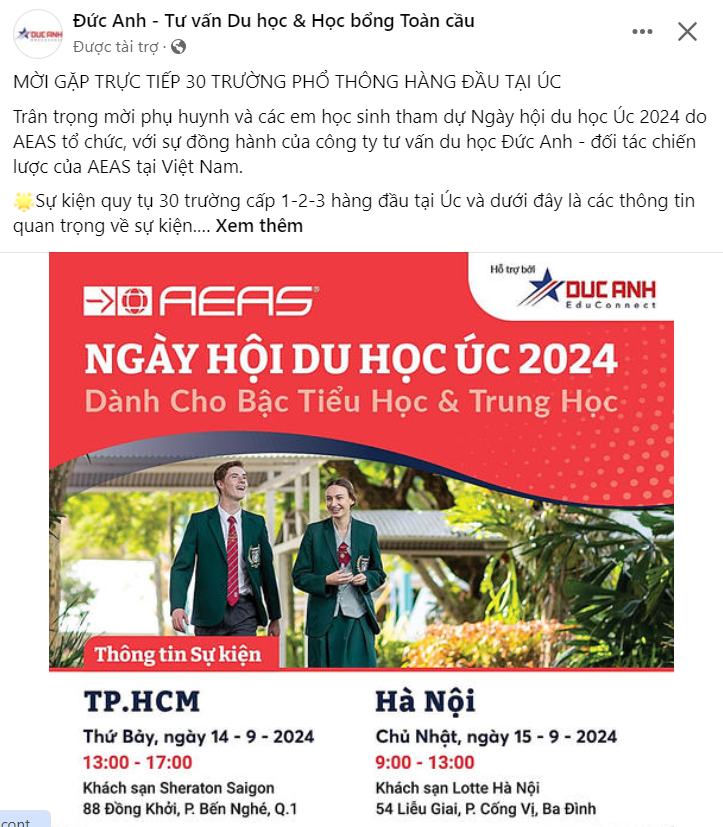 Đức Anh - Tư vấn Du học & Học bổng Toàn cầu
Được tài trợ ·
MỜI GẶP TRỰC TIẾP 30 TRƯỜNG PHỔ THÔNG HÀNG ĐẦU TẠI ÚC
Trân trọng mời phụ huynh và các em học sinh tham dự Ngày hội du học Úc 2024 do
AEAS tổ chức, với sự đồng hành của công ty tư vấn du học Đức Anh - đối tác chiến
lược của AEAS tại Việt Nam.
🌟Sự kiện quy tụ 30 trường cấp 1-2-3 hàng đầu tại Úc và dưới đây là các thông tin
quan trọng về sự kiện.... Xem thêm
Hỗ trợ bởi
DUC ANH
EduConnect
AEAS®
NGÀY HỘI DU HỌC ÚC 2024
Dành Cho Bậc Tiểu Học & Trung Học
Thông tin Sự kiện
TP.HCM
Thứ Bảy, ngày 14 - 9 - 2024
13:00 - 17:00
Khách sạn Sheraton Saigon
88 Đồng Khởi, P. Bến Nghé, Q.1
Hà Nội
Chủ Nhật, ngày 15 - 9 - 2024
9:00 - 13:00
Khách sạn Lotte Hà Nội
54 Liễu Giai, P. Cống Vị, Ba Đình